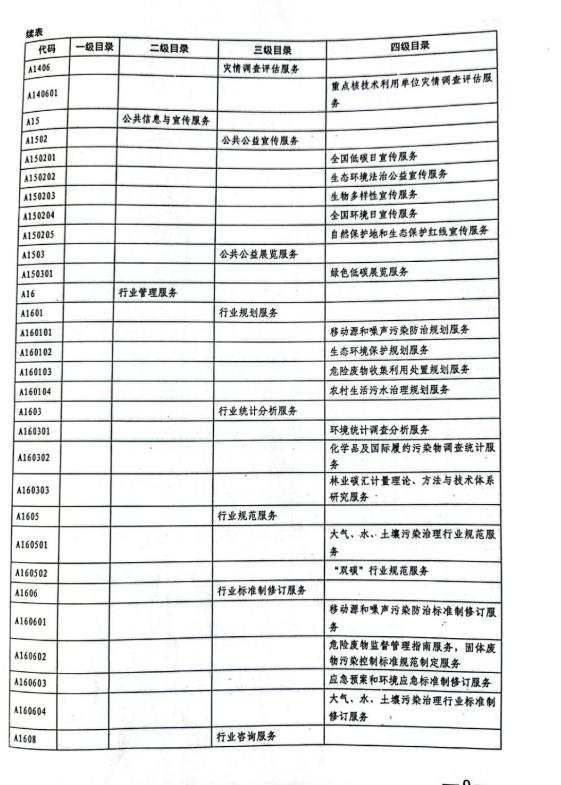 续表
代码 一级目录 二级目录 三级目录 四级目录
A1406 灾情调查评估服务
A140601 重点核技术利用单位灾情调查评估服
务
A15 公共信息与宣传服务
A1502 公共公益宣传服务
A150201 全国低碳日宣传服务
A150202 生态环境法治公益宣传服务
A150203 生物多样性宣传服务
A150204 全国环境日宣传服务
A150205 自然保护地和生态保护红线宣传服务
A1503 公共公益展览服务
A150301 绿色低碳展览服务
A16 行业管理服务
A1601 行业规划服务
A160101 移动源和噪声污染防治规划服务
A160102 生态环境保护规划服务
A160103 危险废物收集利用处置规划服务
A160104 农村生活污水治理规划服务
A1603 行业统计分析服务
A160301 环境统计调查分析服务
A160302 化学品及国际履约污染物调查统计服
务
A160303 林业碳汇计量理论、方法与技术体系
研究服务
A1605 行业规范服务
A160501 大气、水、土壤污染治理行业规范服
务
A160502 “双碳”行业规范服务
A1606 行业标准制修订服务
A160601 移动源和噪声污染防治标准制修订服
务
A160602 危险废物监督管理指南服务，固体废
物污染控制标准规范制定服务
A160603 应急预案和环境应急标准制修订服务
A160604 大气、水、土壤污染治理行业标准制
修订服务
A1608 行业咨询服务